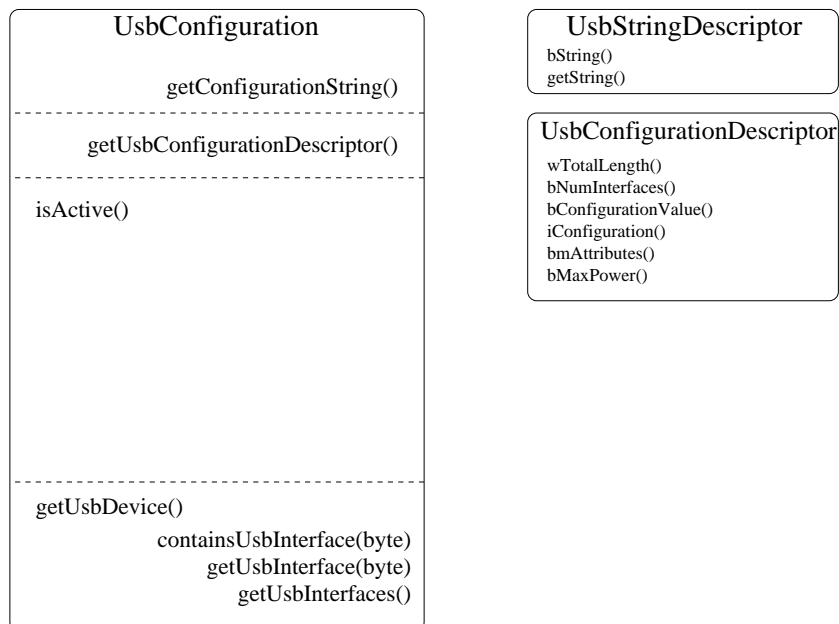 UsbConfiguration
getConfigurationString()
getUsbConfigurationDescriptor()
isActive()
getUsbDevice()
containsUsbInterface(byte)
getUsbInterface(byte)
getUsbInterfaces()
UsbStringDescriptor
bString()
getString()
UsbConfigurationDescriptor
wTotalLength()
bNumInterfaces()
bConfigurationValue()
iConfiguration()
bmAttributes()
bMaxPower()